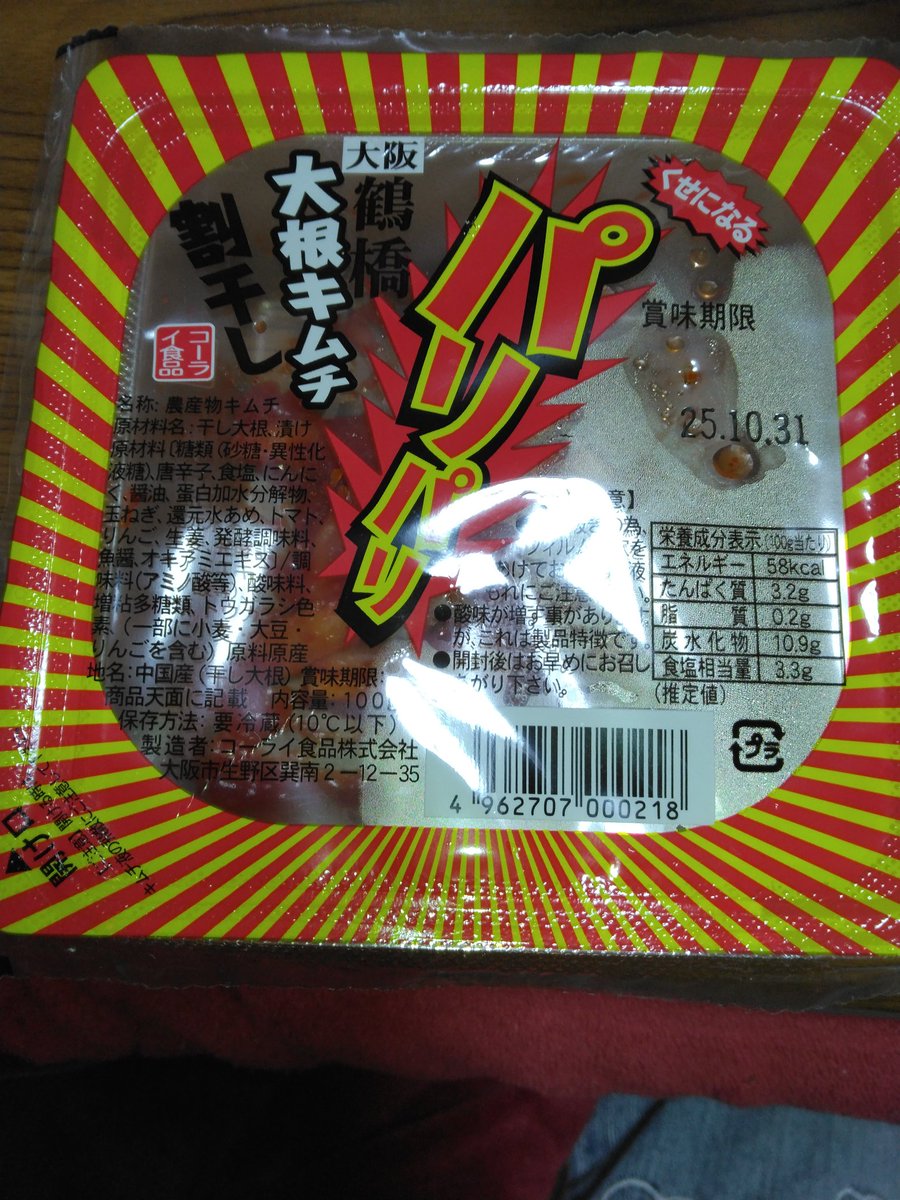 くせになる
パリパリ
大阪
鶴橋
大根キムチ
割干し
コーラ
イ食品
賞味期限
25.10.31
名称:農産物キムチ
原材料名:干し大根、漬け
原材料〔糖類(砂糖・異性化
液糖)、唐辛子、食塩、にんに
く、醤油、蛋白加水分解物、
玉ねぎ、還元水あめ、トマト、
りんご、生姜、発酵調味料、
魚醤、オキアミエキス〕/調
味料(アミノ酸等)、酸味料、
増粘多糖類、トウガラシ色
素、(一部に小麦・大豆・
りんごを含む) 原料原産
地名:中国産(干し大根) 賞味期限:
商品天面に記載 内容量:100g
保存方法:要冷蔵(10℃以下)
製造者:コーライ食品株式会社
大阪市生野区巽南2-12-35
●酸味が増す事があり
が、これは製品特徴です。
●開封後はお早めにお召し
上がり下さい。
栄養成分表示(100g当たり)
エネルギー 58kcal
たんぱく質 3.2g
脂質 0.2g
炭水化物 10.9g
食塩相当量 3.3g
(推定値)
プラ
4 962707 000218
開け口